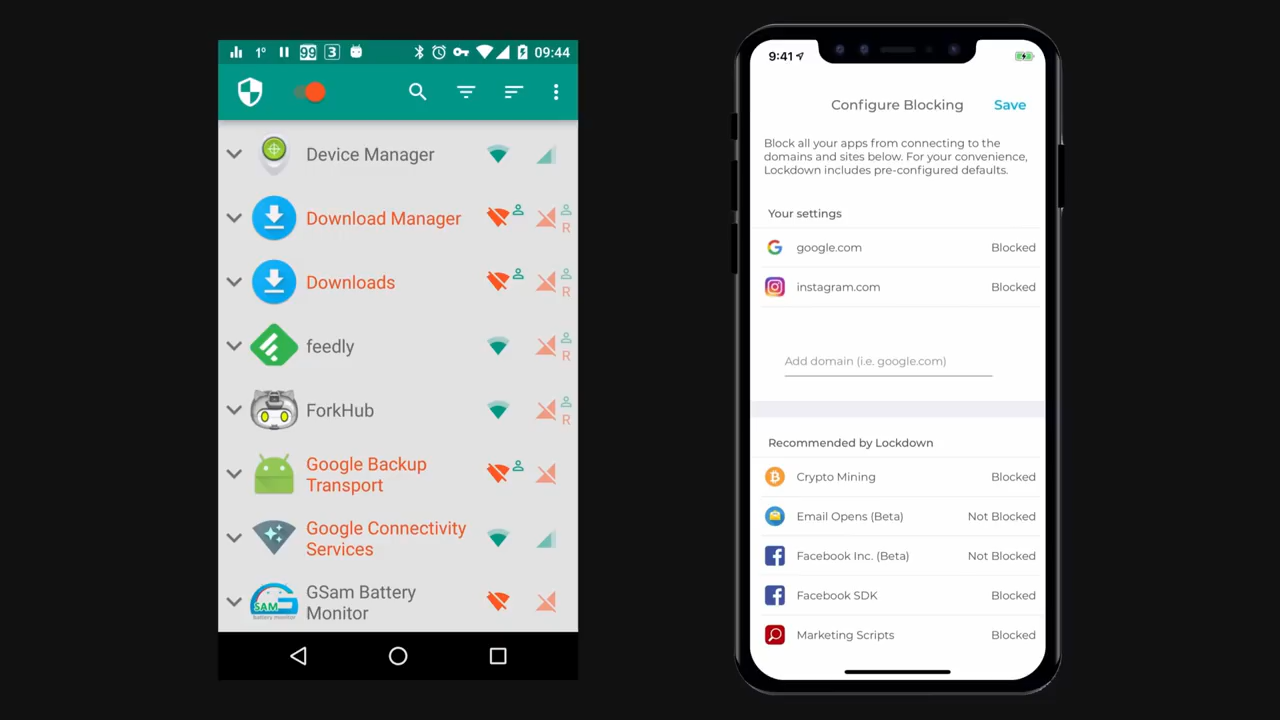 1° 99 3 09:44
Device Manager
Download Manager
R
Downloads
R
feedly
R
ForkHub
R
Google Backup
Transport
Google Connectivity
Services
SAM
battery monitor
GSam Battery
Monitor
9:41
Configure Blocking Save
Block all your apps from connecting to the
domains and sites below. For your convenience,
Lockdown includes pre-configured defaults.
Your settings
google.com Blocked
instagram.com Blocked
Add domain (i.e. google.com)
Recommended by Lockdown
Crypto Mining Blocked
Email Opens (Beta) Not Blocked
Facebook Inc. (Beta) Not Blocked
Facebook SDK Blocked
Marketing Scripts Blocked